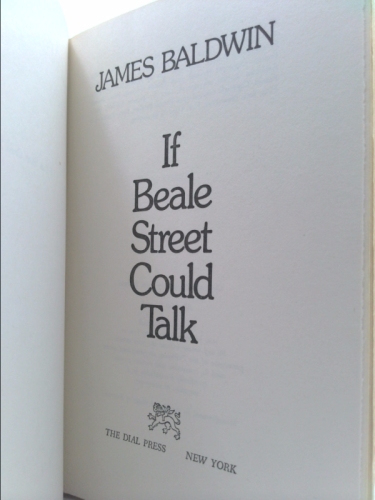 JAMES BALDWIN
If
Beale
Street
Could
Talk
THE DIAL PRESS NEW YORK